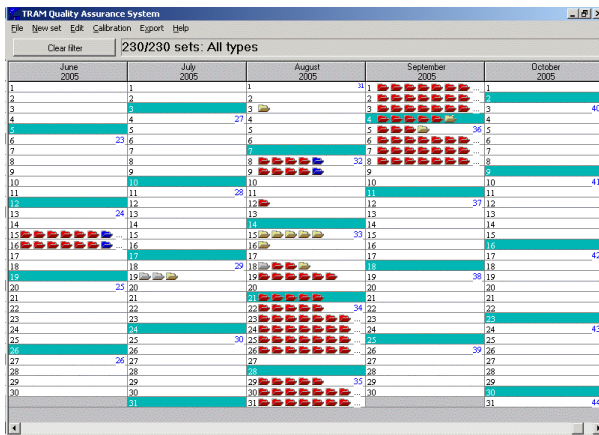 TRAM Quality Assurance System
File New set Edit Calibration Export Help
Clear filter 230/230 sets: All types
June July August September October
2005 2005 2005 2005 2005
1 1 1 31 1 ... 1
2 2 2 2 ... 2
3 3 3 3 ... 3 40
4 4 27 4 4 4
5 5 5 5 36 5
6 23 6 6 6 ... 6
7 7 7 7 ... 7
8 8 8 32 8 ... 8
9 9 9 9 9
10 10 10 10 10 41
11 11 28 11 11 11
12 12 12 12 37 12
13 24 13 13 13 13
14 14 14 14 14
15 ... 15 15 33 15 15
16 ... 16 16 16 16
17 17 17 17 17 42
18 18 29 18 18 18
19 19 19 19 38 19
20 25 20 20 20 20
21 21 21 21 21
22 22 22 34 22 22
23 23 23 ... 23 23
24 24 24 ... 24 24 43
25 25 30 25 ... 25 25
26 26 26 ... 26 39 26
27 26 27 27 27 27
28 28 28 28 28
29 29 29 35 29 29
30 30 30 ... 30 30
31 31 ... 31 44